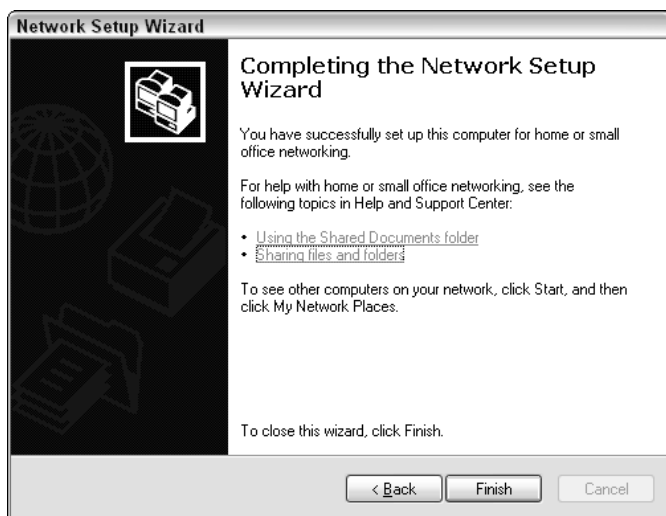 Network Setup Wizard
Completing the Network Setup
Wizard
You have successfully set up this computer for home or small
office networking.
For help with home or small office networking, see the
following topics in Help and Support Center:
• Using the Shared Documents folder
• Sharing files and folders
To see other computers on your network, click Start, and then
click My Network Places.
To close this wizard, click Finish.
< Back
Finish
Cancel